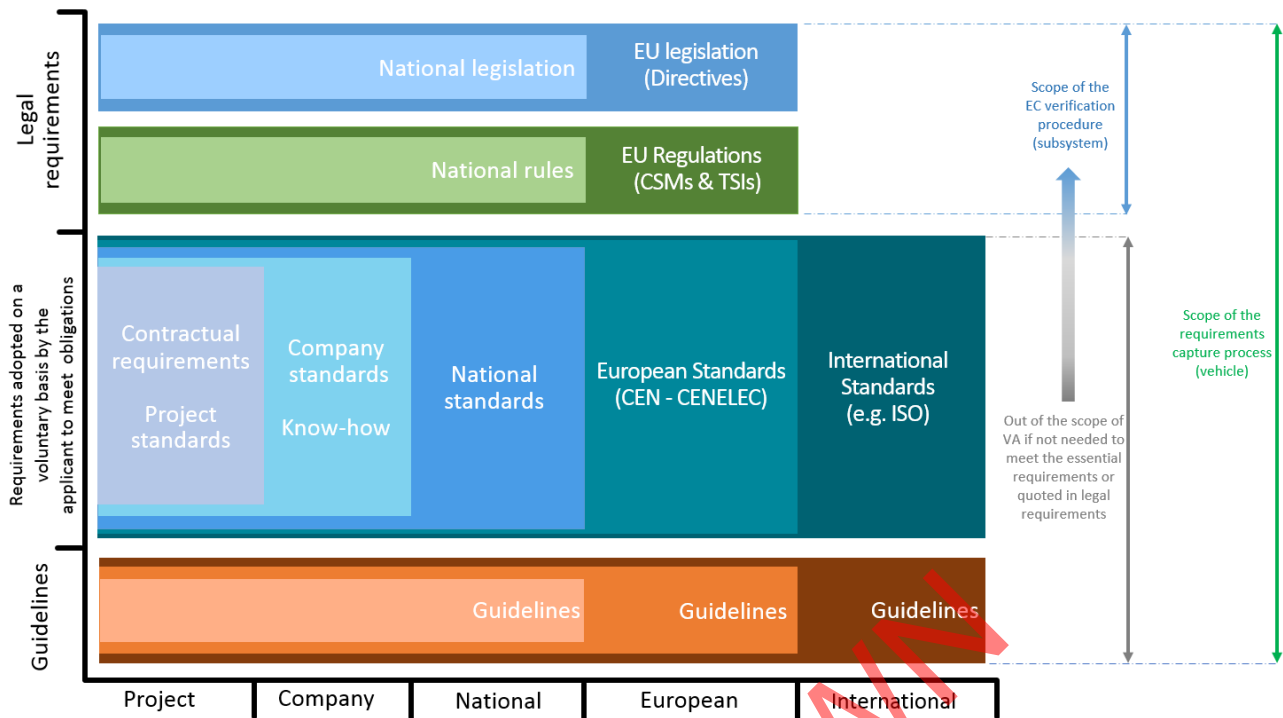 Legal
requirements
National legislation
EU legislation
(Directives)
National rules
EU Regulations
(CSMs & TSIs)
Scope of the
EC verification
procedure
(subsystem)
Requirements adopted on a
voluntary basis by the
applicant to meet obligations
Contractual
requirements
Project
standards
Company
standards
Know-how
National
standards
European Standards
(CEN - CENELEC)
International
Standards
(e.g. ISO)
Out of the scope of
VA if not needed to
meet the essential
requirements or
quoted in legal
requirements
Scope of the
requirements
capture process
(vehicle)
Guidelines
Guidelines
Guidelines
Guidelines
Project
Company
National
European
International